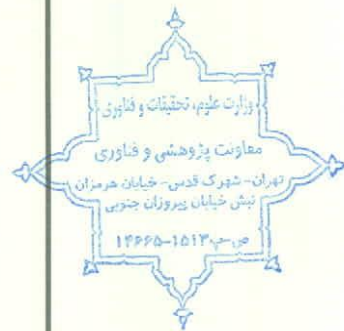 وزارت علوم، تحقیقات و فناوری
معاونت پژوهشی و فناوری
تهران- شهرک قدس- خیابان هرمزان
نبش خیابان پیروزان جنوبی
ص-پ ۱۵۱۳-۱۴۶۶۵